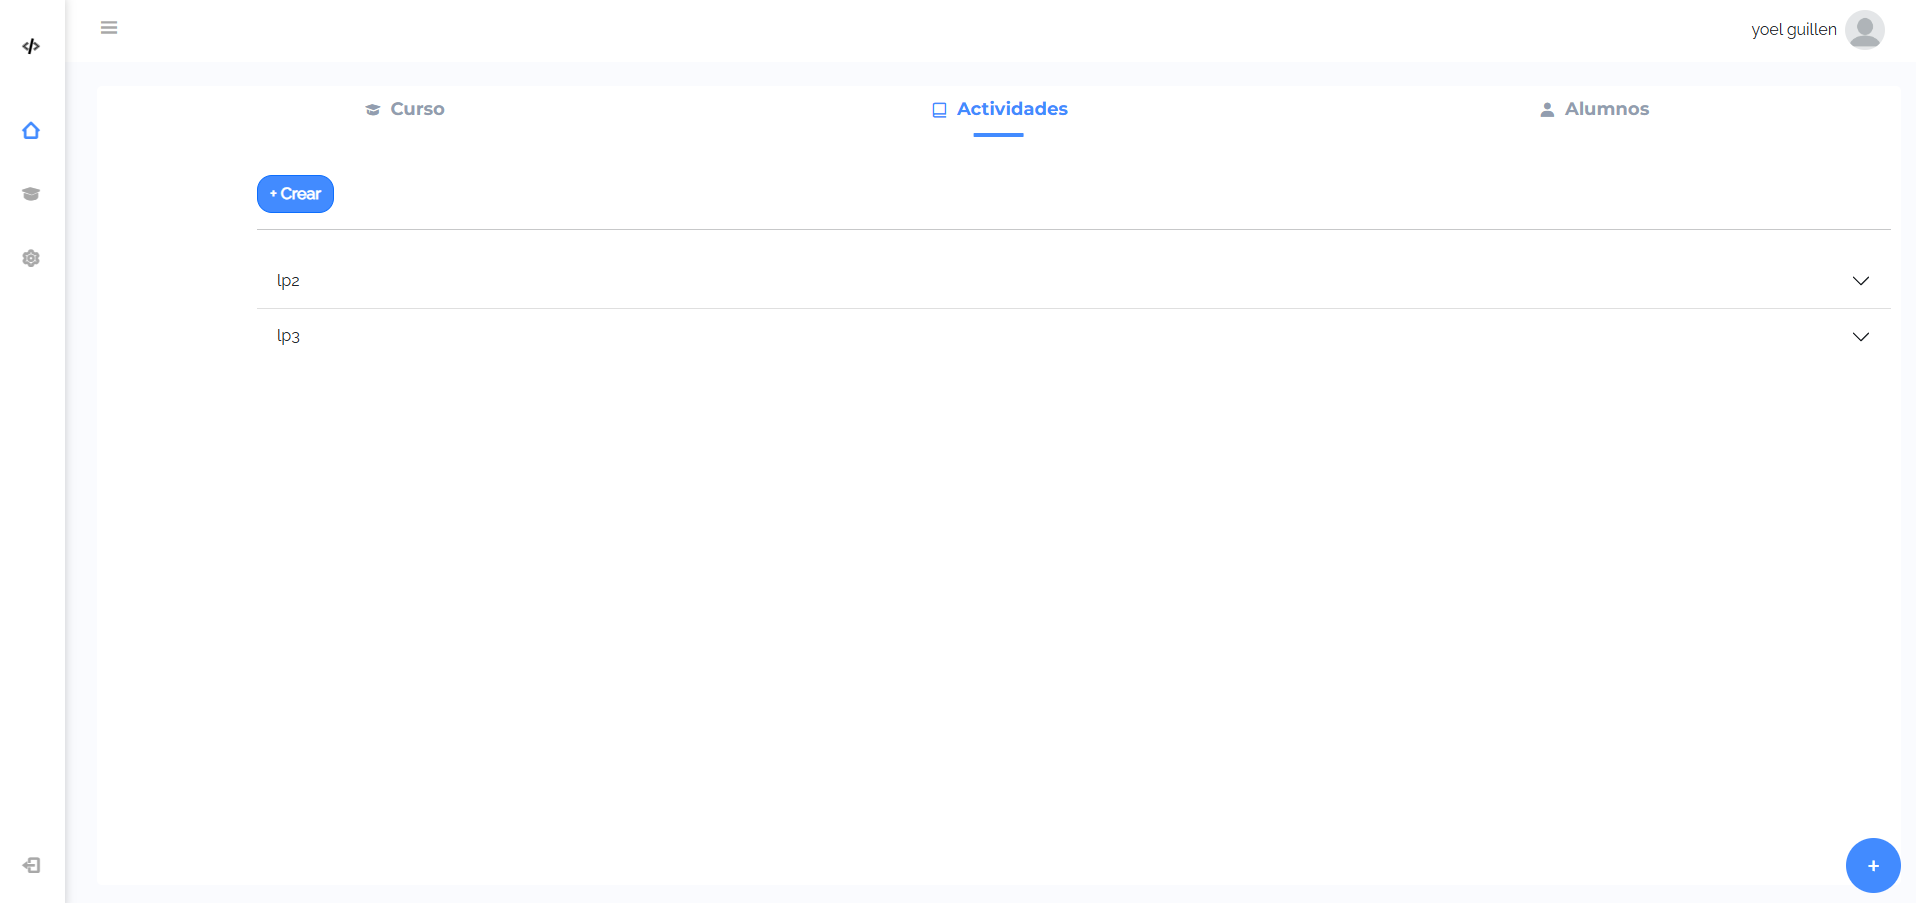 yoel guillen
Curso
Actividades
Alumnos
+ Crear
lp2
lp3
+